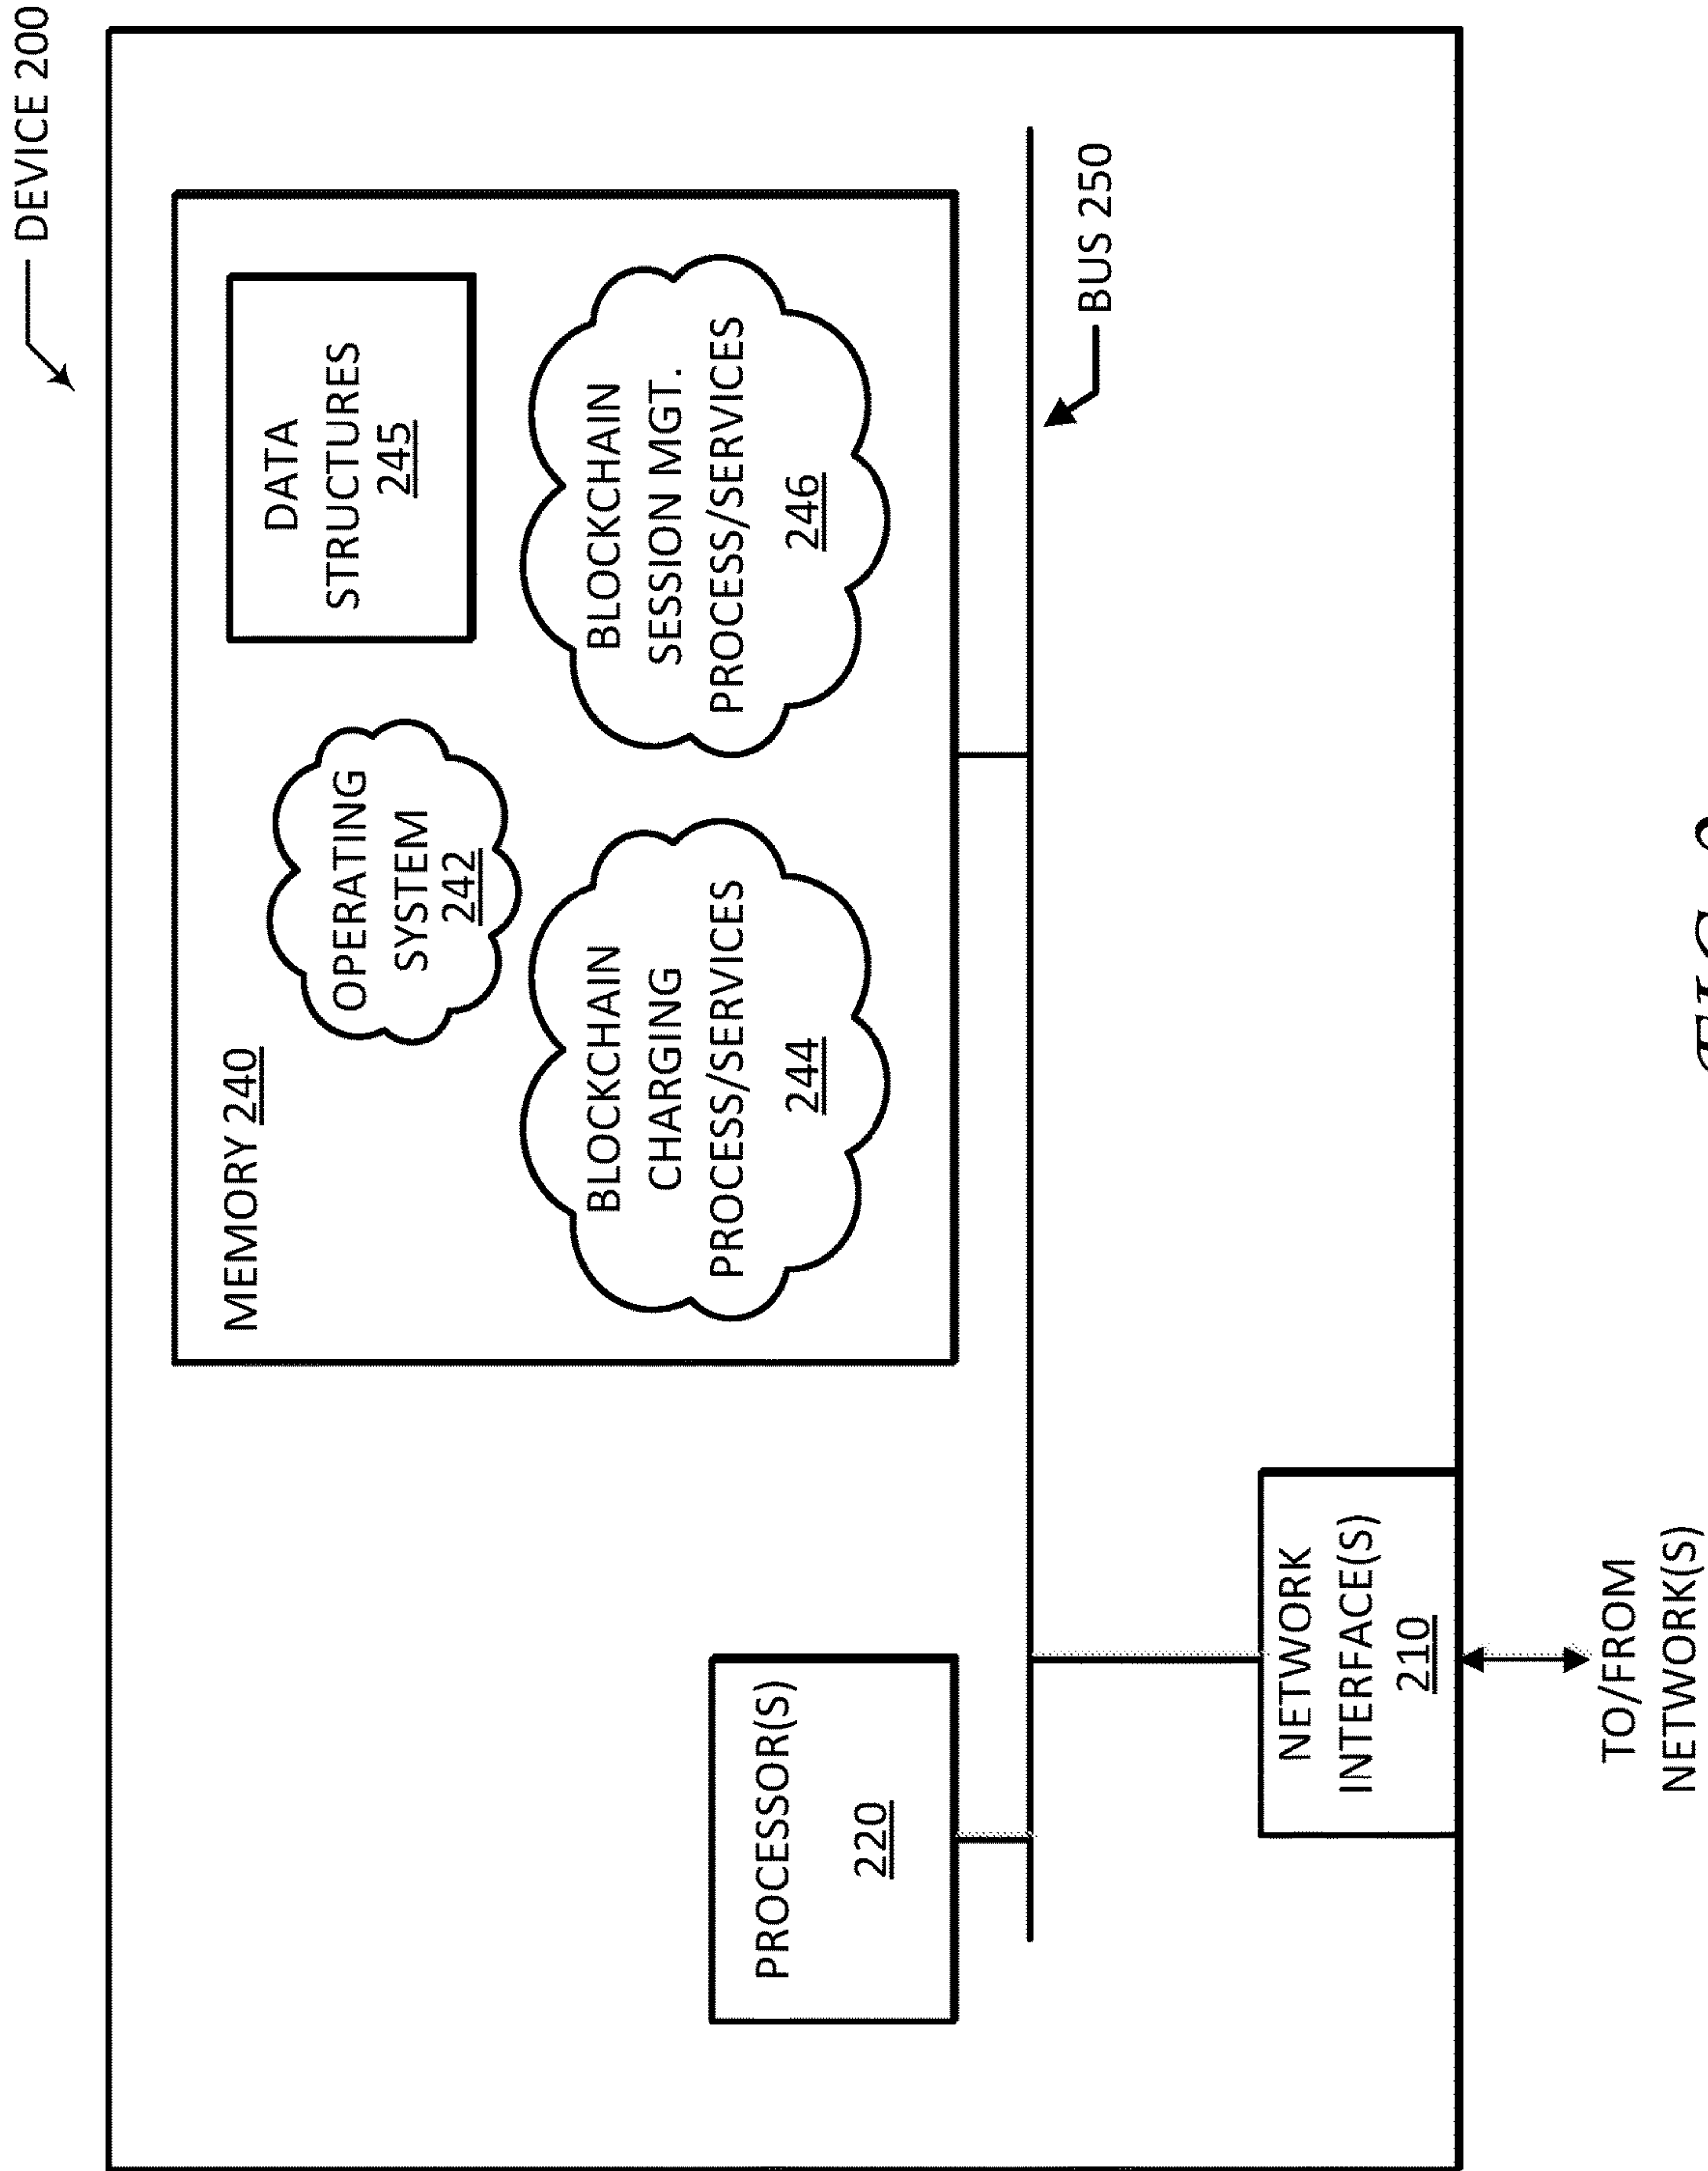 DEVICE 200
MEMORY 240
OPERATING
SYSTEM
242
DATA
STRUCTURES
245
BLOCKCHAIN
CHARGING
PROCESS/SERVICES
244
BLOCKCHAIN
SESSION MGT.
PROCESS/SERVICES
246
PROCESSOR(S)
220
BUS 250
NETWORK
INTERFACE(S)
210
TO/FROM
NETWORK(S)
FIG.